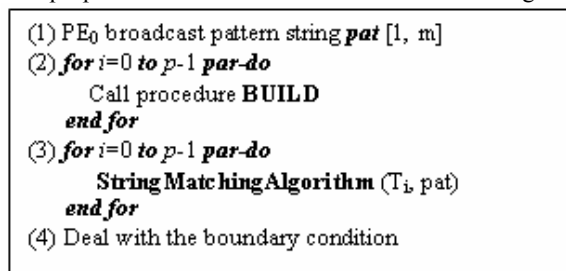 (1) PE0 broadcast pattern string pat [1, m]
(2) for i=0 to p-1 par-do
Call procedure BUILD
end for
(3) for i=0 to p-1 par-do
StringMatchingAlgorithm (Ti, pat)
end for
(4) Deal with the boundary condition